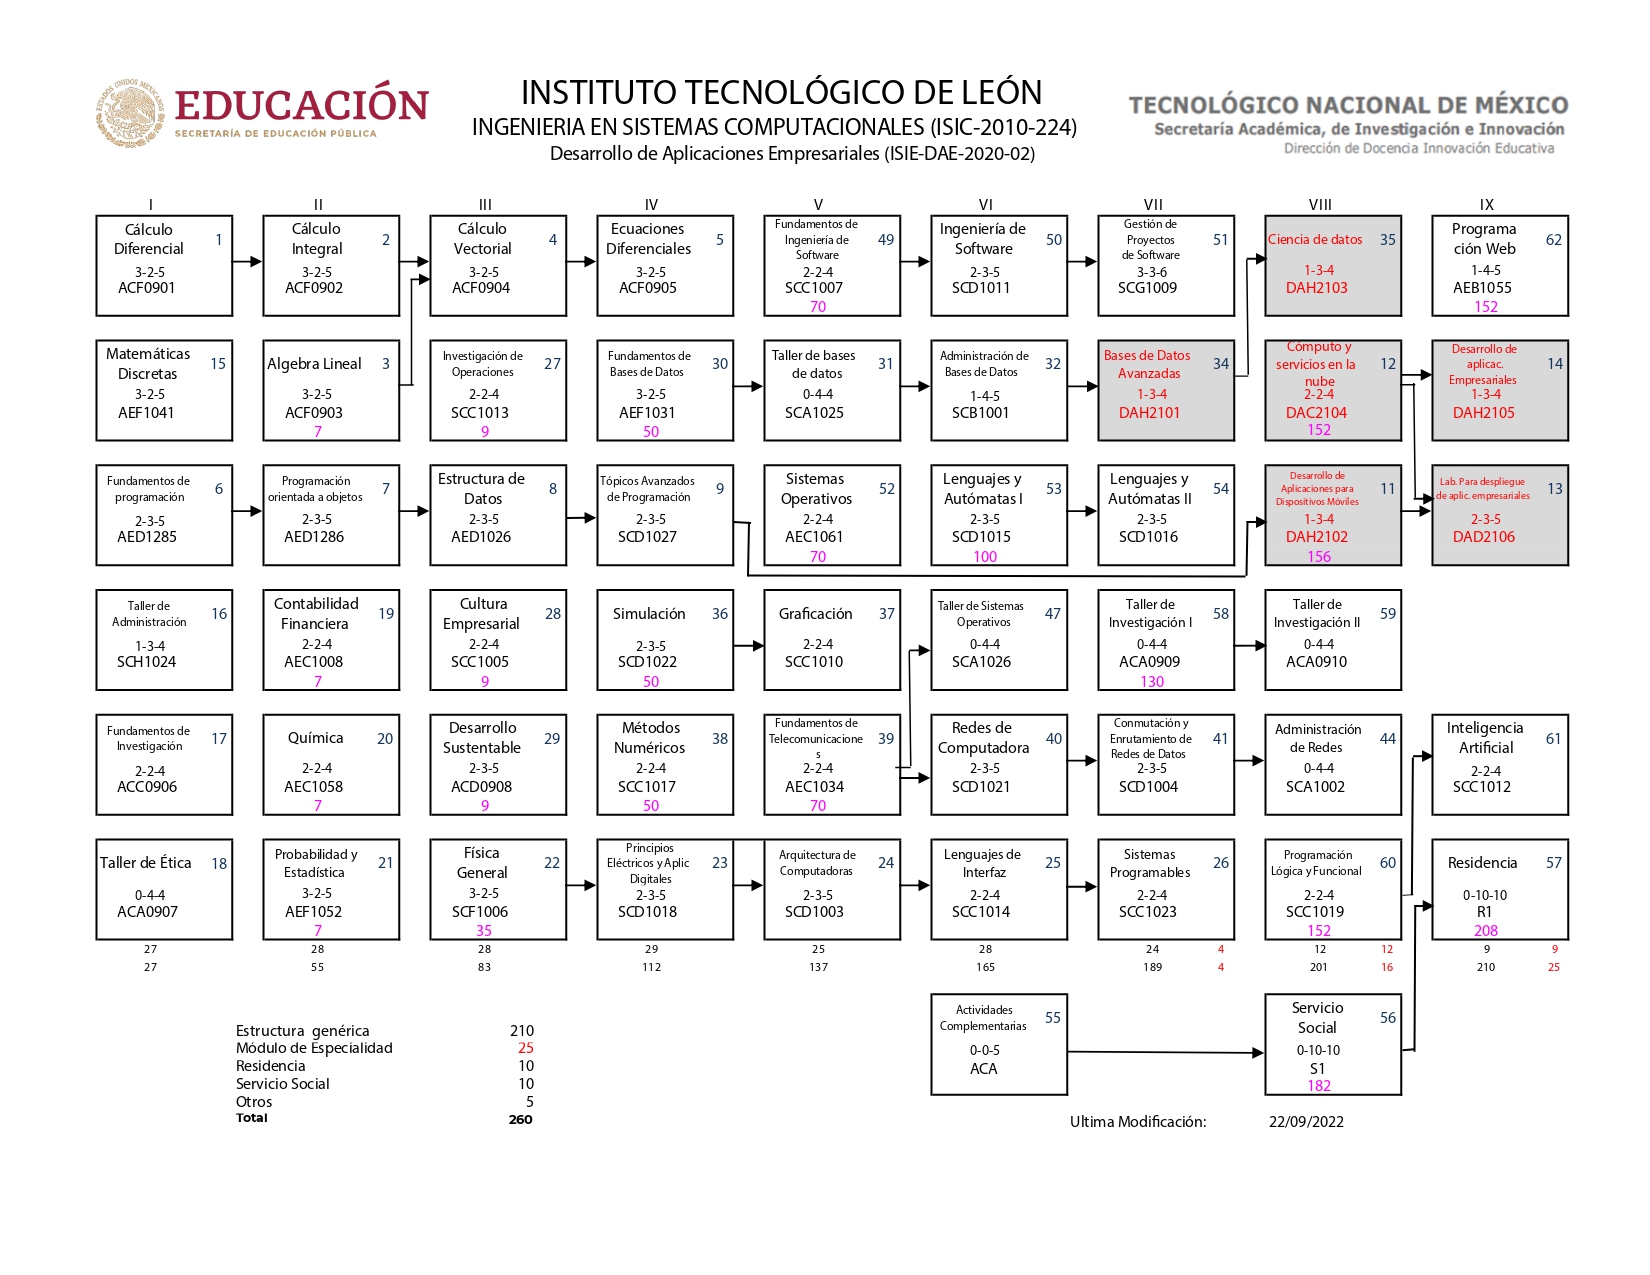 ESTADOS UNIDOS MEXICANOS
EDUCACIÓN
SECRETARÍA DE EDUCACIÓN PÚBLICA
INSTITUTO TECNOLÓGICO DE LEÓN
INGENIERIA EN SISTEMAS COMPUTACIONALES (ISIC-2010-224)
Desarrollo de Aplicaciones Empresariales (ISIE-DAE-2020-02)
TECNOLÓGICO NACIONAL DE MÉXICO
Secretaría Académica, de Investigación e Innovación
Dirección de Docencia Innovación Educativa
I II III IV V VI VII VIII IX
Cálculo
Diferencial
1
3-2-5
ACF0901
Cálculo
Integral
2
3-2-5
ACF0902
Cálculo
Vectorial
4
3-2-5
ACF0904
Ecuaciones
Diferenciales
5
3-2-5
ACF0905
Fundamentos de
Ingeniería de
Software
49
2-2-4
SCC1007
70
Ingeniería de
Software
50
2-3-5
SCD1011
Gestión de
Proyectos
de Software
51
3-3-6
SCG1009
Ciencia de datos
35
1-3-4
DAH2103
Programa
ción Web
62
1-4-5
AEB1055
152
Matemáticas
Discretas
15
3-2-5
AEF1041
Algebra Lineal
3
3-2-5
ACF0903
7
Investigación de
Operaciones
27
2-2-4
SCC1013
9
Fundamentos de
Bases de Datos
30
3-2-5
AEF1031
50
Taller de bases
de datos
31
0-4-4
SCA1025
Administración de
Bases de Datos
32
1-4-5
SCB1001
Bases de Datos
Avanzadas
34
1-3-4
DAH2101
Cómputo y
servicios en la
nube
12
2-2-4
DAC2104
152
Desarrollo de
aplicac.
Empresariales
14
1-3-4
DAH2105
Fundamentos de
programación
6
2-3-5
AED1285
Programación
orientada a objetos
7
2-3-5
AED1286
Estructura de
Datos
8
2-3-5
AED1026
Tópicos Avanzados
de Programación
9
2-3-5
SCD1027
Sistemas
Operativos
52
2-2-4
AEC1061
70
Lenguajes y
Autómatas I
53
2-3-5
SCD1015
100
Lenguajes y
Autómatas II
54
2-3-5
SCD1016
Desarrollo de
Aplicaciones para
Dispositivos Móviles
11
1-3-4
DAH2102
156
Lab. Para despliegue
de aplic. empresariales
13
2-3-5
DAD2106
Taller de
Administración
16
1-3-4
SCH1024
Contabilidad
Financiera
19
2-2-4
AEC1008
7
Cultura
Empresarial
28
2-2-4
SCC1005
9
Simulación
36
2-3-5
SCD1022
50
Graficación
37
2-2-4
SCC1010
Taller de Sistemas
Operativos
47
0-4-4
SCA1026
Taller de
Investigación I
58
0-4-4
ACA0909
130
Taller de
Investigación II
59
0-4-4
ACA0910
Fundamentos de
Investigación
17
2-2-4
ACC0906
Química
20
2-2-4
AEC1058
7
Desarrollo
Sustentable
29
2-3-5
ACD0908
9
Métodos
Numéricos
38
2-2-4
SCC1017
50
Fundamentos de
Telecomunicacione
s
39
2-2-4
AEC1034
70
Redes de
Computadora
40
2-3-5
SCD1021
Conmutación y
Enrutamiento de
Redes de Datos
41
2-3-5
SCD1004
Administración
de Redes
44
0-4-4
SCA1002
Inteligencia
Artificial
61
2-2-4
SCC1012
Taller de Ética
18
0-4-4
ACA0907
Probabilidad y
Estadística
21
3-2-5
AEF1052
7
Física
General
22
3-2-5
SCF1006
35
Principios
Eléctricos y Aplic
Digitales
23
2-3-5
SCD1018
Arquitectura de
Computadoras
24
2-3-5
SCD1003
Lenguajes de
Interfaz
25
2-2-4
SCC1014
Sistemas
Programables
26
2-2-4
SCC1023
Programación
Lógica y Funcional
60
2-2-4
SCC1019
152
Residencia
57
0-10-10
R1
208
27 28 28 29 25 28 24 4 12 12 9 9
27 55 83 112 137 165 189 4 201 16 210 25
Actividades
Complementarias
55
0-0-5
ACA
Servicio
Social
56
0-10-10
S1
182
Estructura genérica 210
Módulo de Especialidad 25
Residencia 10
Servicio Social 10
Otros 5
Total 260
Ultima Modificación: 22/09/2022